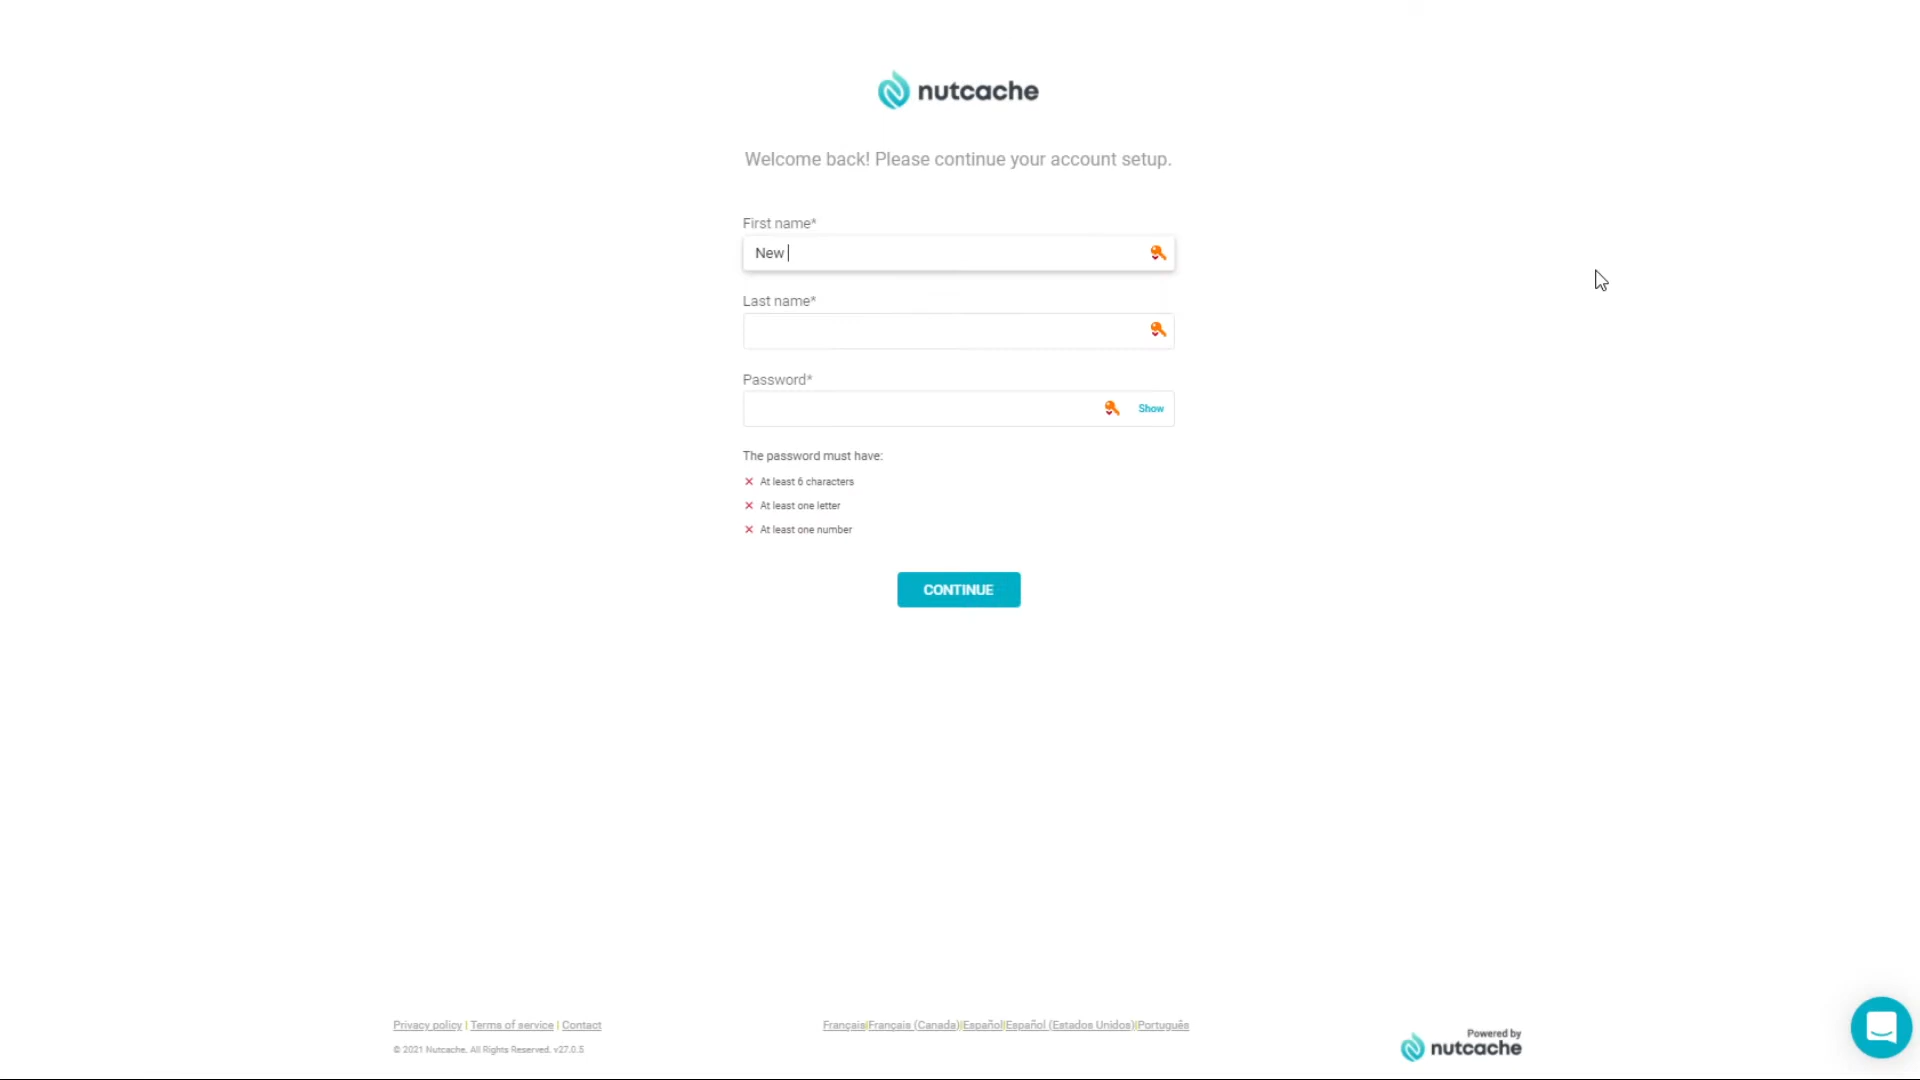 nutcache
Welcome back! Please continue your account setup.
First name*
New
Last name*
Password*
Show
The password must have:
At least 6 characters
At least one letter
At least one number
CONTINUE
Privacy policy | Terms of service | Contact
© 2021 Nutcache. All Rights Reserved. v27.0.5
Français|Français (Canada)|Español|Español (Estados Unidos)|Português
Powered by
nutcache